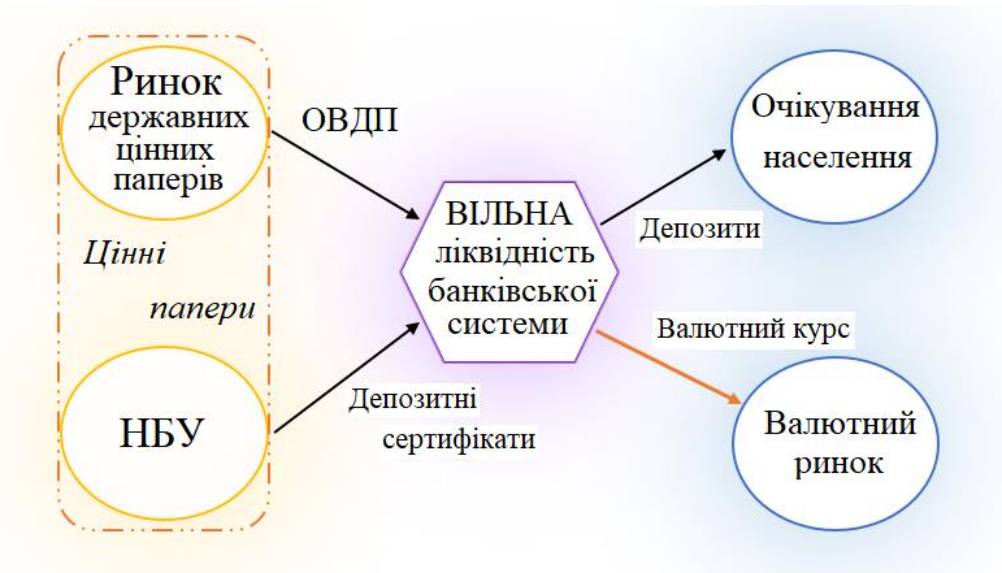 Ринок
державних
цінних
паперів
ОВДП
Цінні
папери
НБУ
Депозитні
сертифікати
ВІЛЬНА
ліквідність
банківської
системи
Очікування
населення
Депозити
Валютний курс
Валютний
ринок